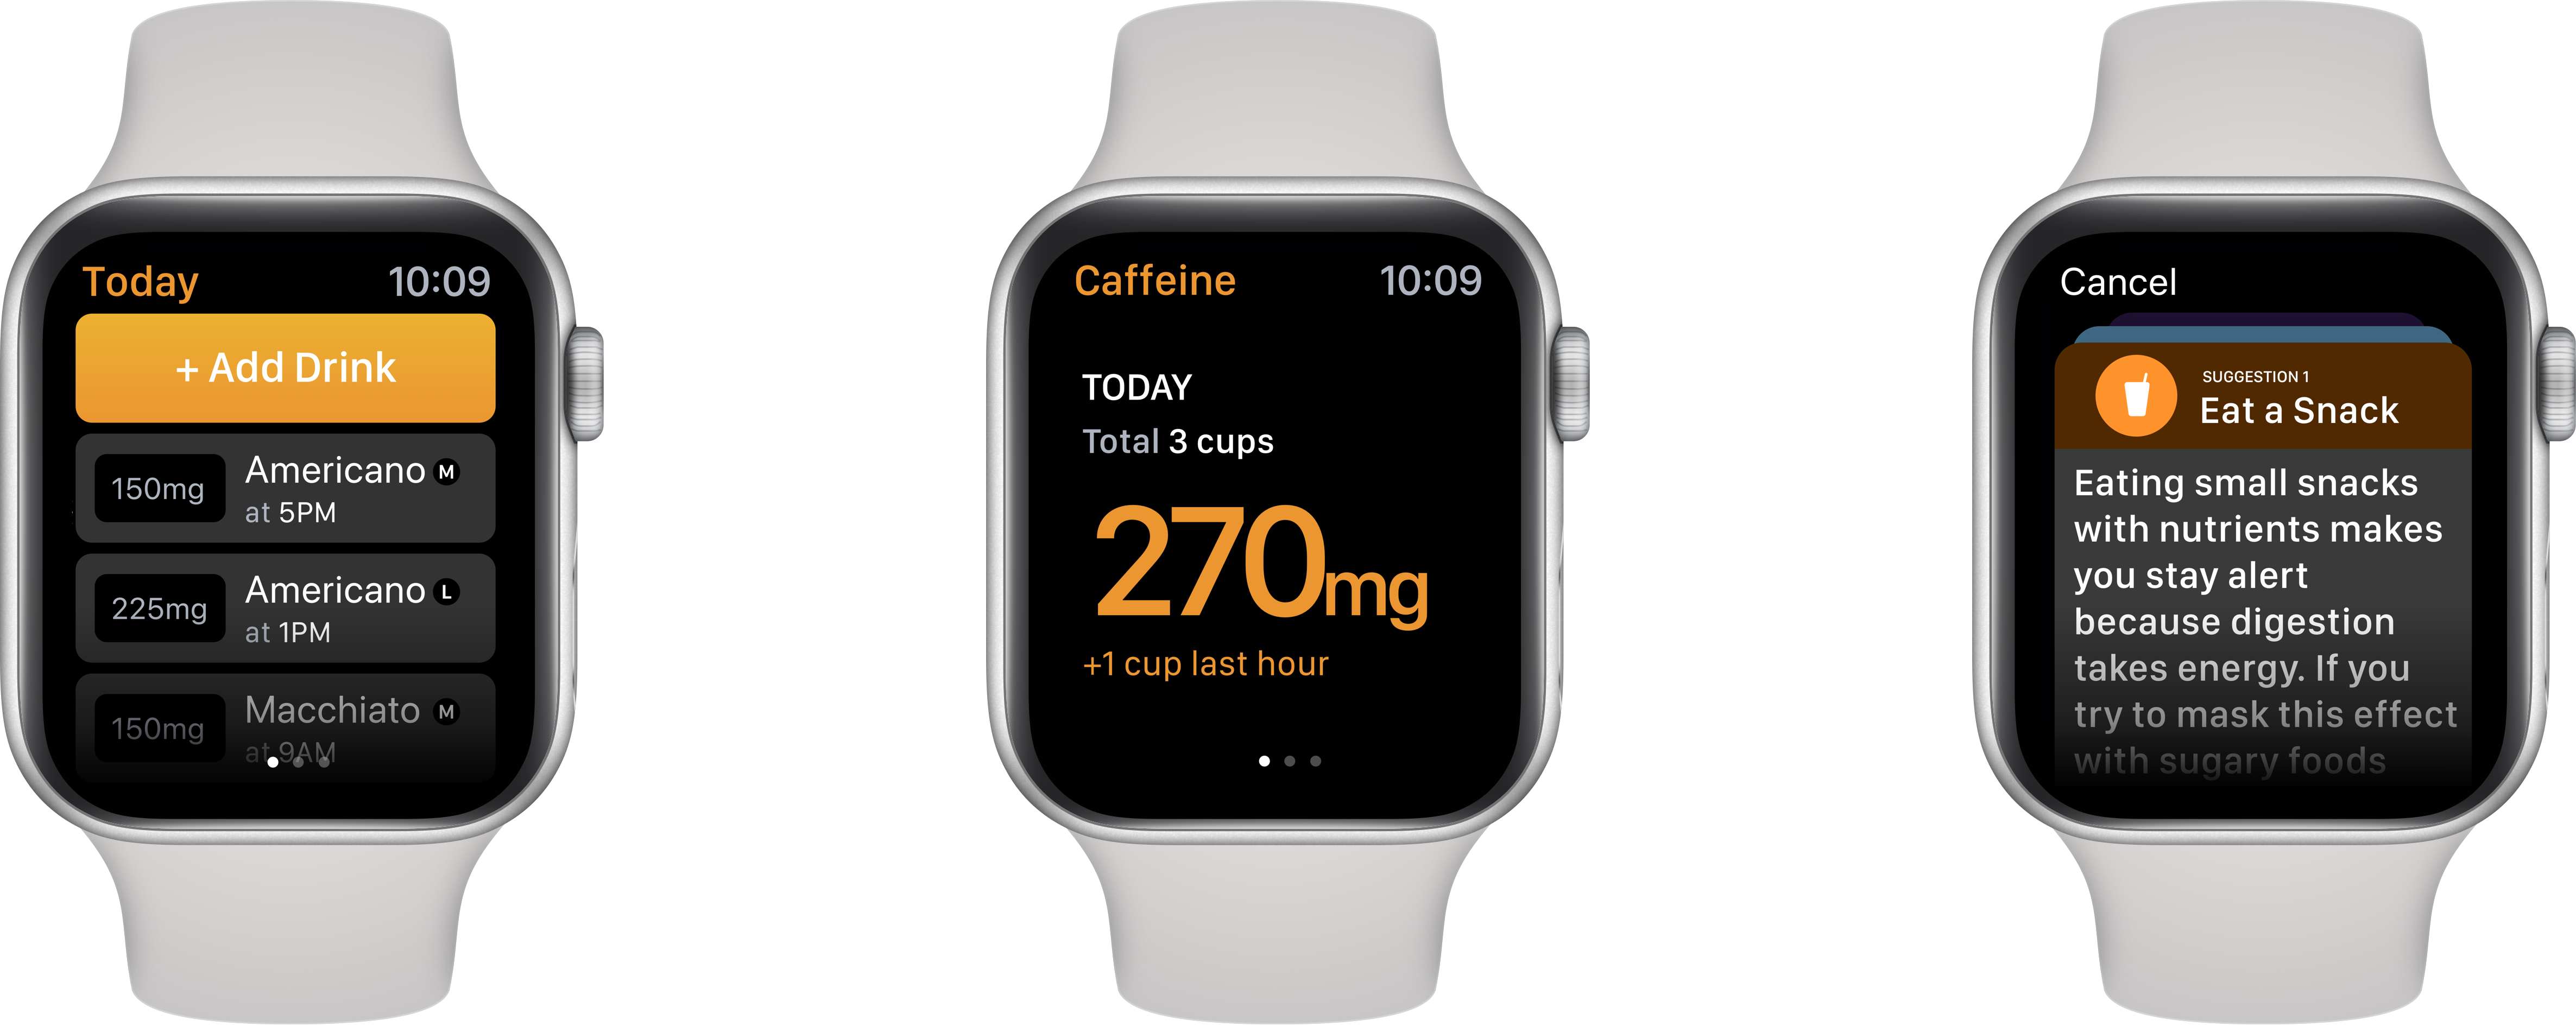 Today 10:09
+ Add Drink
150mg Americano M
at 5PM
225mg Americano L
at 1PM
150mg Macchiato M
at 9AM
Caffeine 10:09
TODAY
Total 3 cups
270mg
+1 cup last hour
Cancel
SUGGESTION 1
Eat a Snack
Eating small snacks
with nutrients makes
you stay alert
because digestion
takes energy. If you
try to mask this effect
with sugary foods